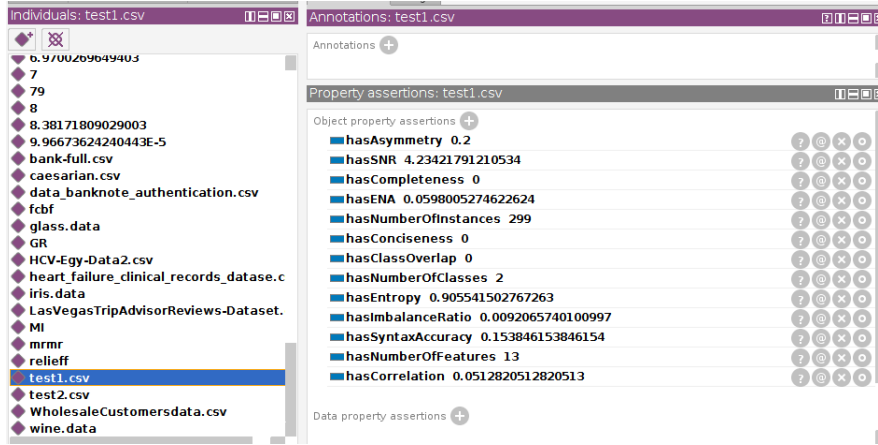 Individuals: test1.csv
6.9700269649403
7
79
8
8.38171809029003
9.96673624240443E-5
bank-full.csv
caesarian.csv
data_banknote_authentication.csv
fcbf
glass.data
GR
HCV-Egy-Data2.csv
heart_failure_clinical_records_datase.c
iris.data
LasVegasTripAdvisorReviews-Dataset.
MI
mrmr
relieff
test1.csv
test2.csv
WholesaleCustomersdata.csv
wine.data
Annotations: test1.csv
Annotations
Property assertions: test1.csv
Object property assertions
hasAsymmetry 0.2
hasSNR 4.23421791210534
hasCompleteness 0
hasENA 0.0598005274622624
hasNumberOfInstances 299
hasConciseness 0
hasClassOverlap 0
hasNumberOfClasses 2
hasEntropy 0.905541502767263
hasImbalanceRatio 0.0092065740100997
hasSyntaxAccuracy 0.153846153846154
hasNumberOfFeatures 13
hasCorrelation 0.0512820512820513
Data property assertions